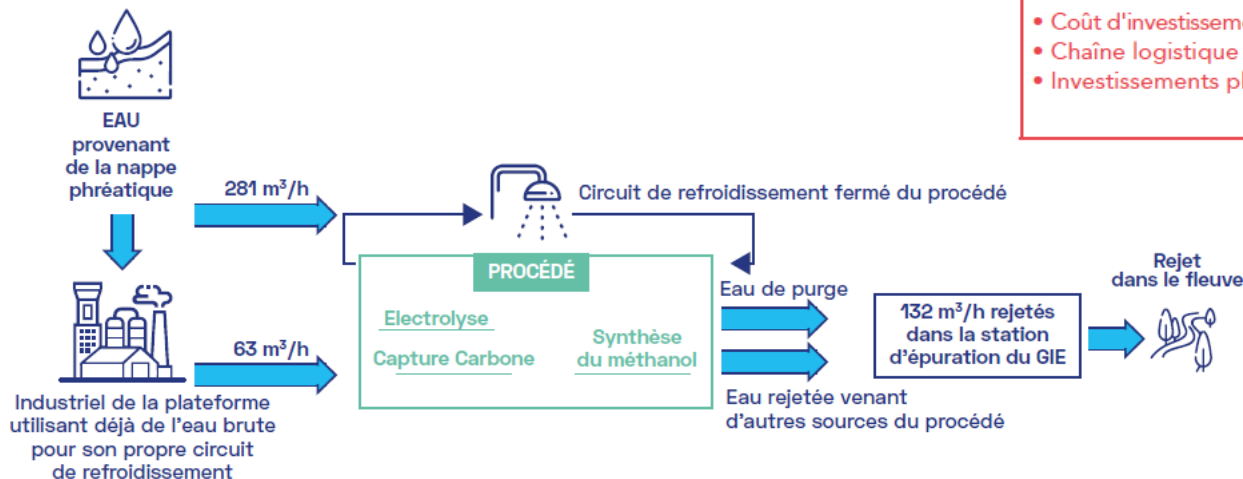 • Coût d'investissem
• Chaîne logistique
• Investissements pl
EAU
provenant
de la nappe
phréatique
281 m³/h
Circuit de refroidissement fermé du procédé
PROCÉDÉ
Electrolyse
Capture Carbone
Synthèse
du méthanol
63 m³/h
Industriel de la plateforme
utilisant déjà de l'eau brute
pour son propre circuit
de refroidissement
Eau de purge
Eau rejetée venant
d'autres sources du procédé
132 m³/h rejetés
dans la station
d'épuration du GIE
Rejet
dans le fleuve